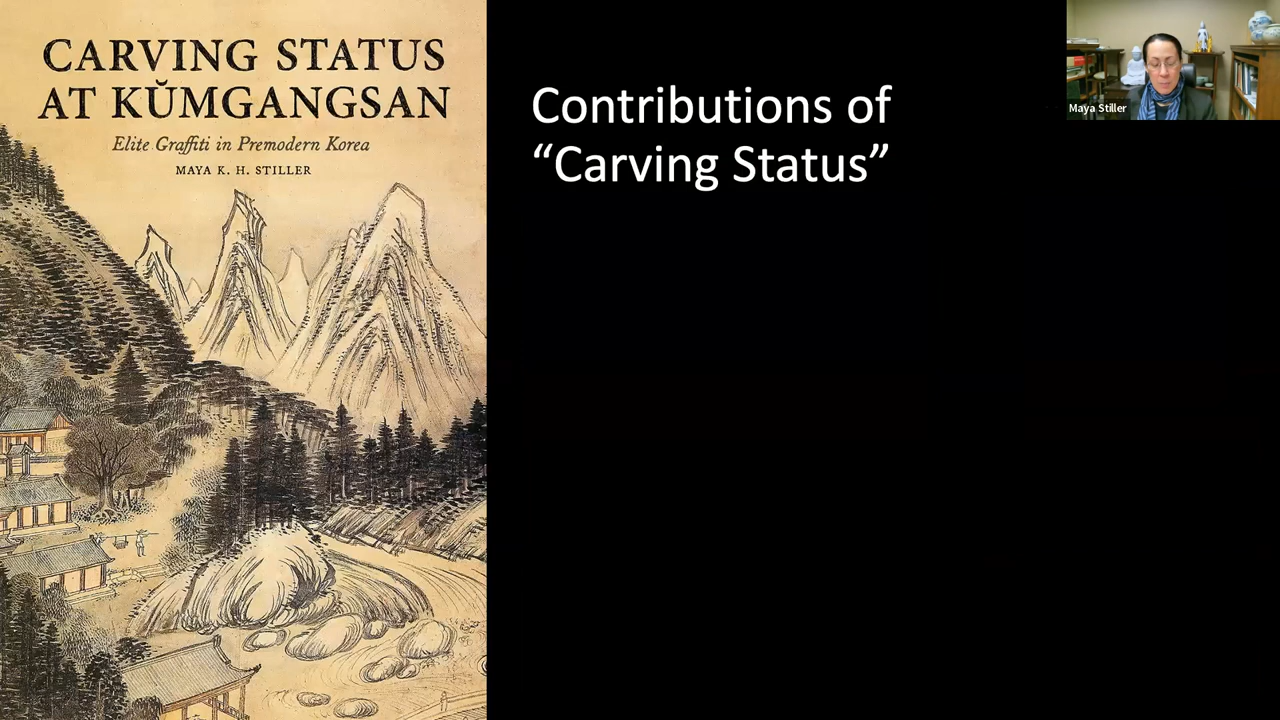 CARVING STATUS
AT KŬMGANGSAN
Elite Graffiti in Premodern Korea
MAYA K. H. STILLER
Contributions of
“Carving Status”
Maya Stiller